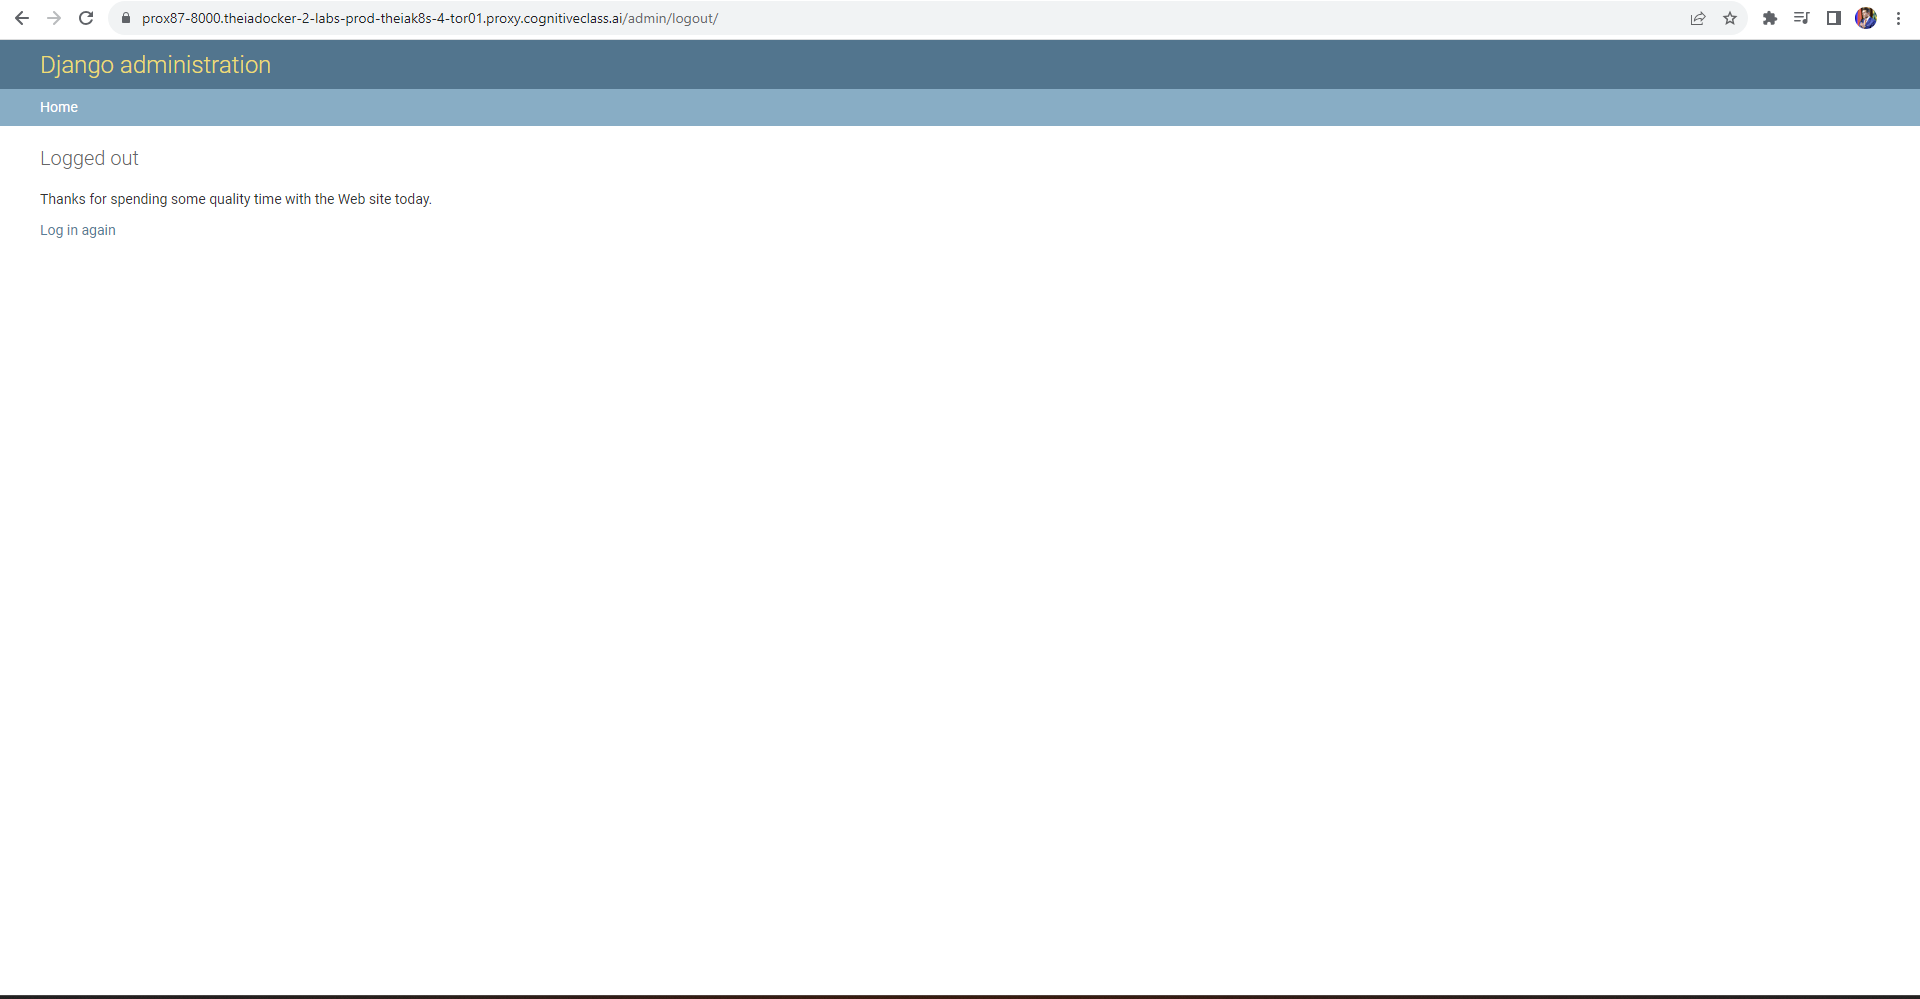 prox87-8000.theiadocker-2-labs-prod-theiak8s-4-tor01.proxy.cognitiveclass.ai/admin/logout/
Django administration
Home
Logged out
Thanks for spending some quality time with the Web site today.
Log in again